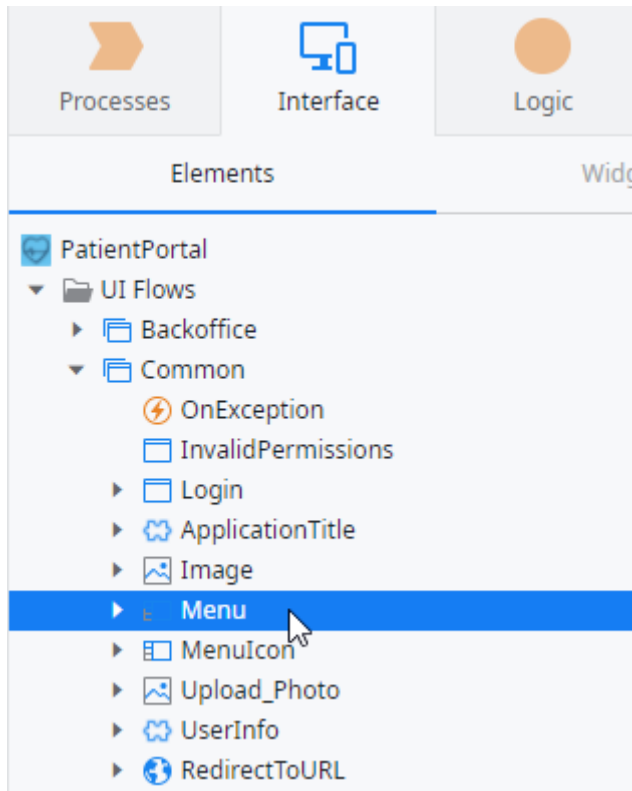 Processes
Interface
Logic
Elements
Widg
PatientPortal
UI Flows
Backoffice
Common
OnException
InvalidPermissions
Login
ApplicationTitle
Image
Menu
MenuIcon
Upload_Photo
UserInfo
RedirectToURL